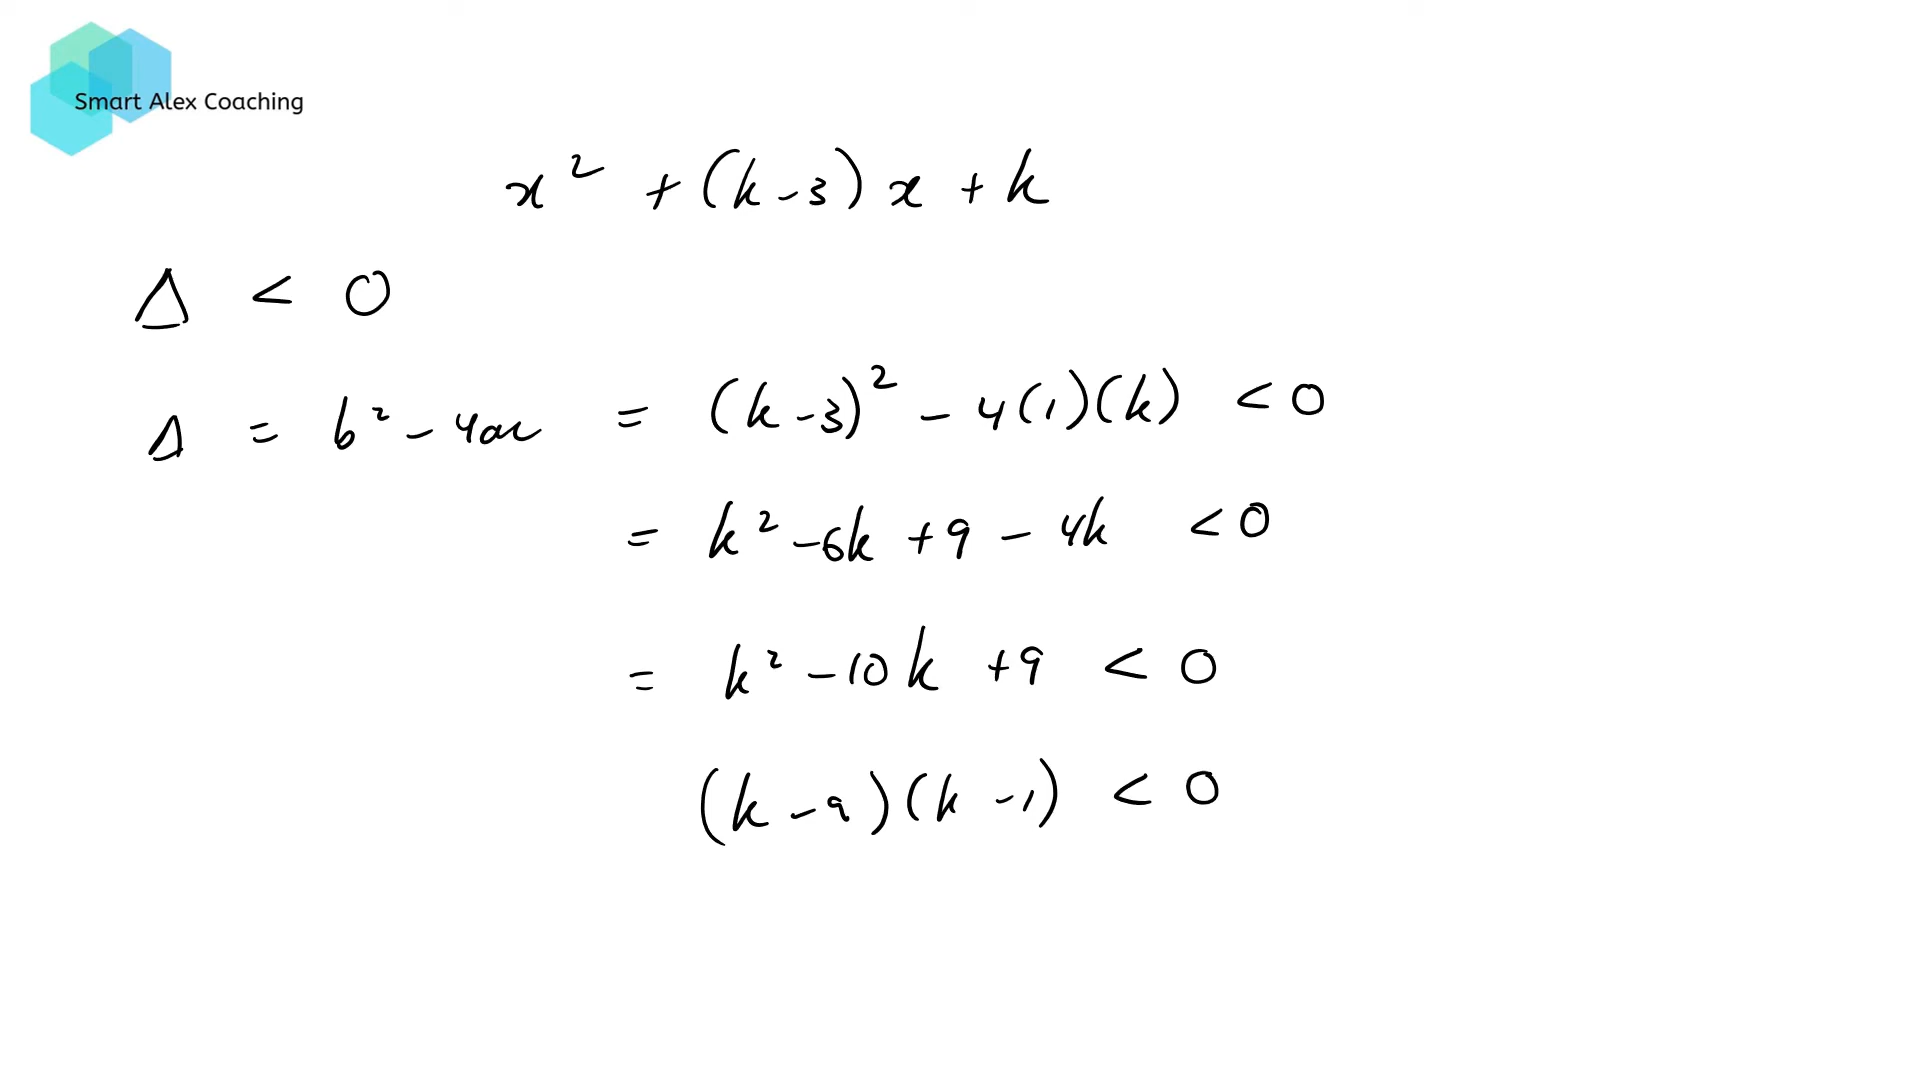 Smart Alex Coaching
x² + (k-3)x + k
Δ < 0
Δ = b² - 4ac = (k-3)² - 4(1)(k) < 0
= k² - 6k + 9 - 4k < 0
= k² - 10k + 9 < 0
(k-9)(k-1) < 0